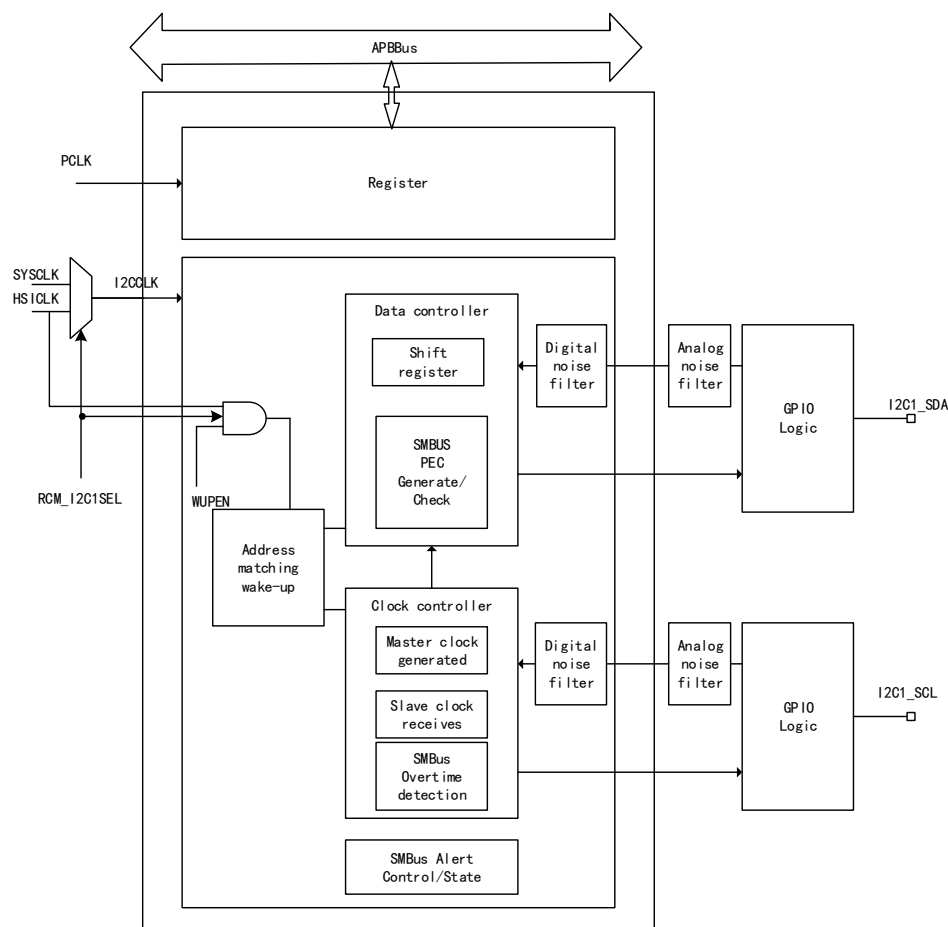 APBBus
PCLK
Register
SYSCLK
HSICLK
I2CCLK
Data controller
Shift
register
Digital
noise
filter
Analog
noise
filter
GPIO
Logic
I2C1_SDA
SMBUS
PEC
Generate/
Check
RCM_I2C1SEL
WUPEN
Address
matching
wake-up
Clock controller
Master clock
generated
Digital
noise
filter
Analog
noise
filter
GPIO
Logic
I2C1_SCL
Slave clock
receives
SMBus
Overtime
detection
SMBus Alert
Control/State